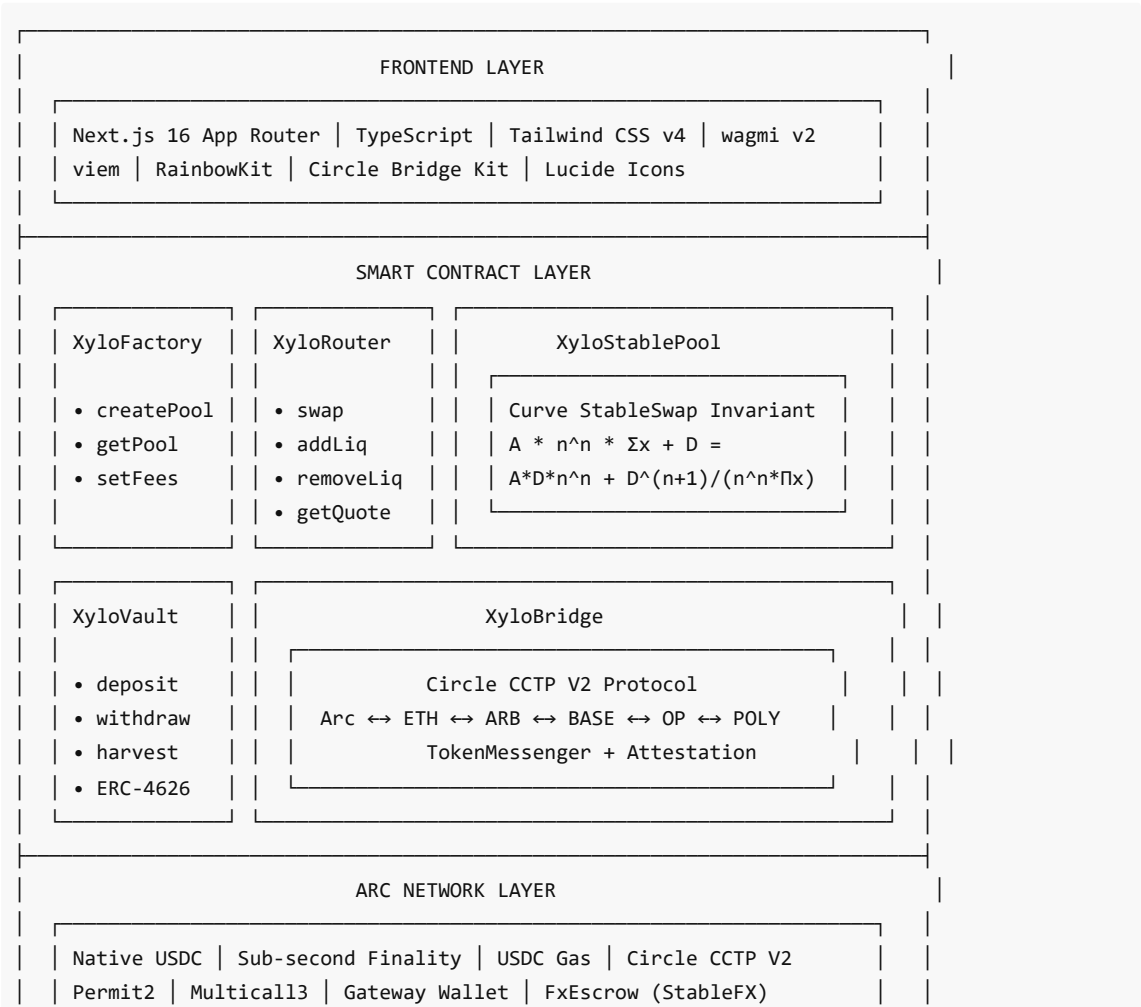 FRONTEND LAYER
Next.js 16 App Router | TypeScript | Tailwind CSS v4 | wagmi v2
viem | RainbowKit | Circle Bridge Kit | Lucide Icons
SMART CONTRACT LAYER
XyloFactory XyloRouter XyloStablePool
• createPool • swap Curve StableSwap Invariant
• getPool • addLiq A * n^n * Σx + D =
• setFees • removeLiq A*D*n^n + D^(n+1)/(n^n*Πx)
• getQuote
XyloVault XyloBridge
• deposit Circle CCTP V2 Protocol
• withdraw Arc ↔ ETH ↔ ARB ↔ BASE ↔ OP ↔ POLY
• harvest TokenMessenger + Attestation
• ERC-4626
ARC NETWORK LAYER
Native USDC | Sub-second Finality | USDC Gas | Circle CCTP V2
Permit2 | Multicall3 | Gateway Wallet | FxEscrow (StableFX)